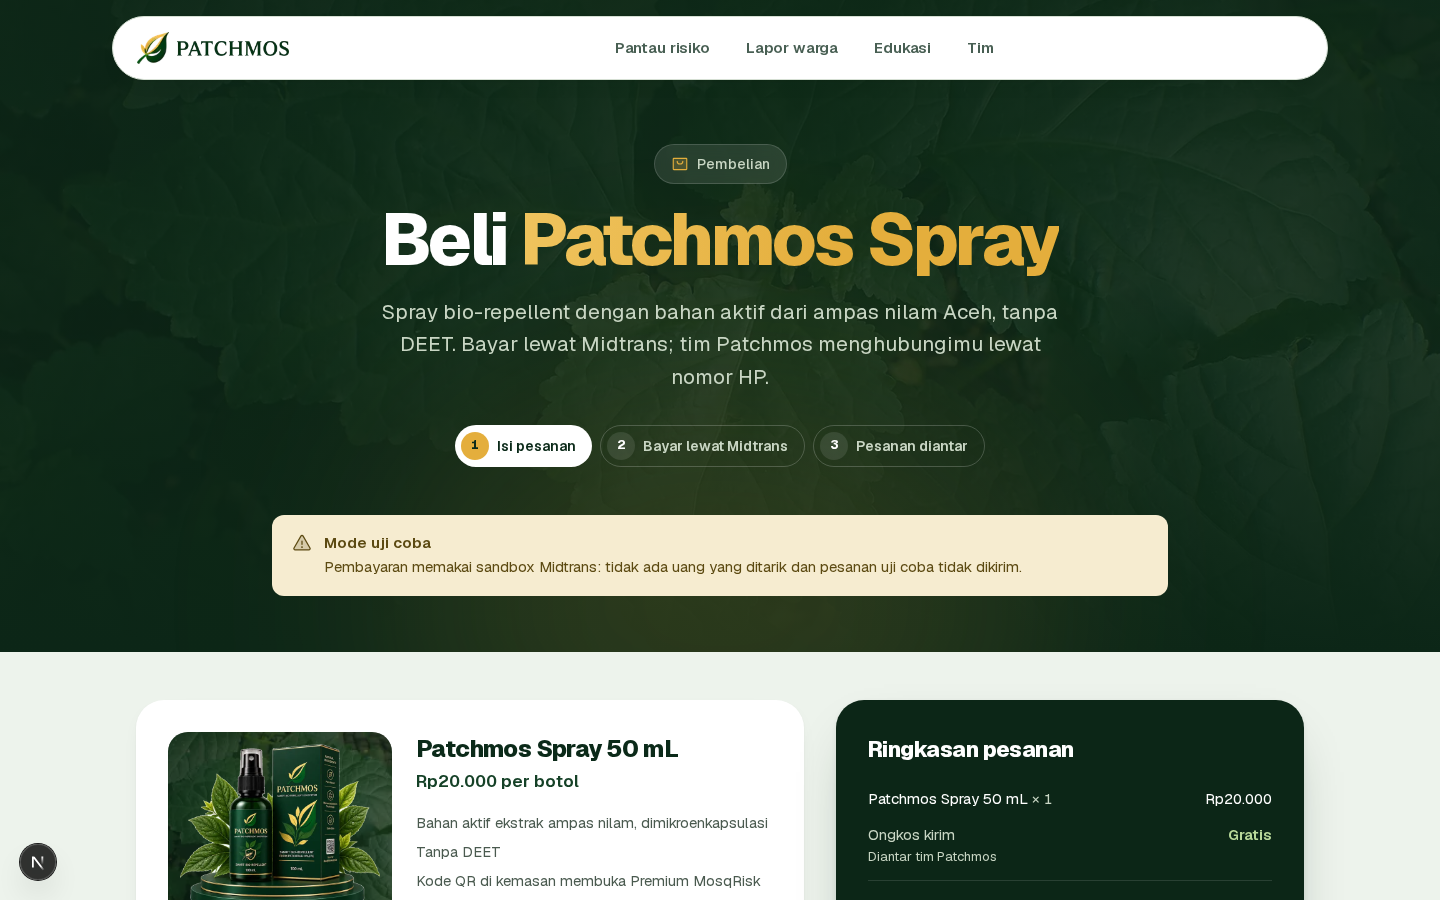 PATCHMOS
Pantau risiko
Lapor warga
Edukasi
Tim
Pembelian
Beli Patchmos Spray
Spray bio-repellent dengan bahan aktif dari ampas nilam Aceh, tanpa
DEET. Bayar lewat Midtrans; tim Patchmos menghubungimu lewat
nomor HP.
1 Isi pesanan
2 Bayar lewat Midtrans
3 Pesanan diantar
Mode uji coba
Pembayaran memakai sandbox Midtrans: tidak ada uang yang ditarik dan pesanan uji coba tidak dikirim.
PATCHMOS
PATCHMOS
Patchmos Spray 50 mL
Rp20.000 per botol
Bahan aktif ekstrak ampas nilam, dimikroenkapsulasi
Tanpa DEET
Kode QR di kemasan membuka Premium MosqRisk
Ringkasan pesanan
Patchmos Spray 50 mL × 1
Rp20.000
Ongkos kirim
Gratis
Diantar tim Patchmos
N